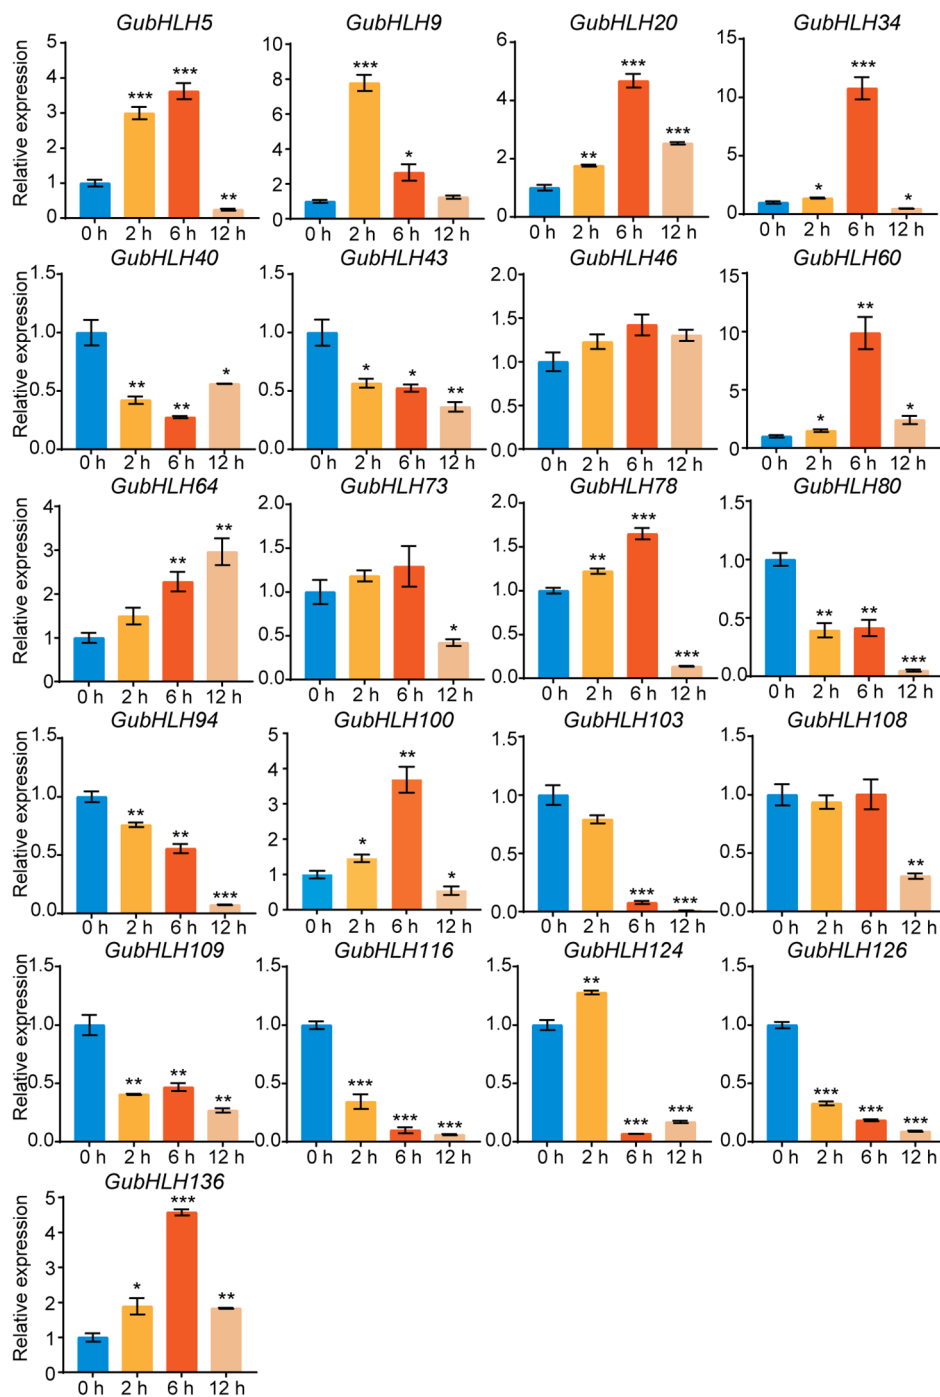 GubHLH5
Relative expression
5
4
3
2
1
0
*** *** **
0 h 2 h 6 h 12 h
GubHLH9
10
8
6
4
2
0
*** *
0 h 2 h 6 h 12 h
GubHLH20
6
4
2
0
** *** ***
0 h 2 h 6 h 12 h
GubHLH34
15
10
5
0
* *** *
0 h 2 h 6 h 12 h
GubHLH40
Relative expression
1.5
1.0
0.5
0.0
** ** *
0 h 2 h 6 h 12 h
GubHLH43
1.5
1.0
0.5
0.0
* * **
0 h 2 h 6 h 12 h
GubHLH46
2.0
1.5
1.0
0.5
0.0
0 h 2 h 6 h 12 h
GubHLH60
15
10
5
0
* ** *
0 h 2 h 6 h 12 h
GubHLH64
Relative expression
4
3
2
1
0
** **
0 h 2 h 6 h 12 h
GubHLH73
2.0
1.5
1.0
0.5
0.0
*
0 h 2 h 6 h 12 h
GubHLH78
2.0
1.5
1.0
0.5
0.0
** *** ***
0 h 2 h 6 h 12 h
GubHLH80
1.5
1.0
0.5
0.0
** ** ***
0 h 2 h 6 h 12 h
GubHLH94
Relative expression
1.5
1.0
0.5
0.0
** ** ***
0 h 2 h 6 h 12 h
GubHLH100
5
4
3
2
1
0
* ** *
0 h 2 h 6 h 12 h
GubHLH103
1.5
1.0
0.5
0.0
*** ***
0 h 2 h 6 h 12 h
GubHLH108
1.5
1.0
0.5
0.0
**
0 h 2 h 6 h 12 h
GubHLH109
Relative expression
1.5
1.0
0.5
0.0
** ** **
0 h 2 h 6 h 12 h
GubHLH116
1.5
1.0
0.5
0.0
*** *** ***
0 h 2 h 6 h 12 h
GubHLH124
1.5
1.0
0.5
0.0
** *** ***
0 h 2 h 6 h 12 h
GubHLH126
1.5
1.0
0.5
0.0
*** *** ***
0 h 2 h 6 h 12 h
GubHLH136
Relative expression
5
4
3
2
1
0
* *** **
0 h 2 h 6 h 12 h